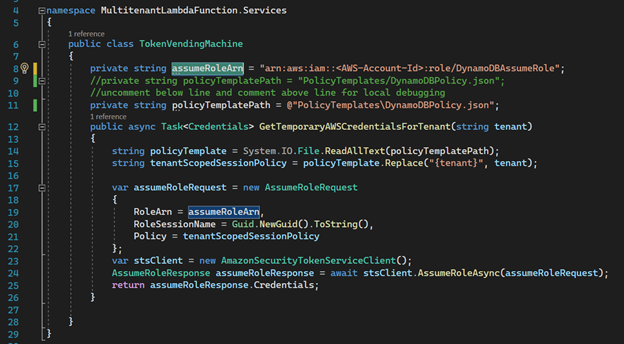 4 namespace MultitenantLambdaFunction.Services
5 {
1 reference
6 public class TokenVendingMachine
7 {
8 private string assumeRoleArn = "arn:aws:iam::<AWS-Account-Id>:role/DynamoDBAssumeRole";
9 //private string policyTemplatePath = "PolicyTemplates/DynamoDBPolicy.json";
10 //uncomment below line and comment above line for local debugging
11 private string policyTemplatePath = @"PolicyTemplates\DynamoDBPolicy.json";
1 reference
12 public async Task<Credentials> GetTemporaryAWSCredentialsForTenant(string tenant)
13 {
14 string policyTemplate = System.IO.File.ReadAllText(policyTemplatePath);
15 string tenantScopedSessionPolicy = policyTemplate.Replace("{tenant}", tenant);
16
17 var assumeRoleRequest = new AssumeRoleRequest
18 {
19 RoleArn = assumeRoleArn,
20 RoleSessionName = Guid.NewGuid().ToString(),
21 Policy = tenantScopedSessionPolicy
22 };
23 var stsClient = new AmazonSecurityTokenServiceClient();
24 AssumeRoleResponse assumeRoleResponse = await stsClient.AssumeRoleAsync(assumeRoleRequest);
25 return assumeRoleResponse.Credentials;
26 }
27
28 }
29 }